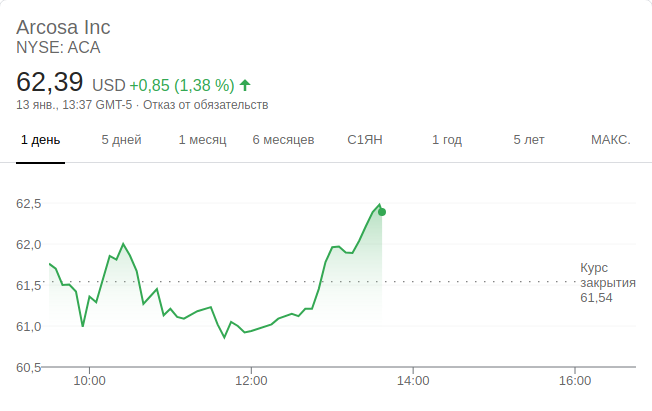 Arcosa Inc
NYSE: ACA
62,39 USD +0,85 (1,38 %)
13 янв., 13:37 GMT-5 · Отказ от обязательств
1 день 5 дней 1 месяц 6 месяцев С1ЯН 1 год 5 лет МАКС.
62,5
62,0
61,5
61,0
60,5
Курс
закрытия
61,54
10:00 12:00 14:00 16:00